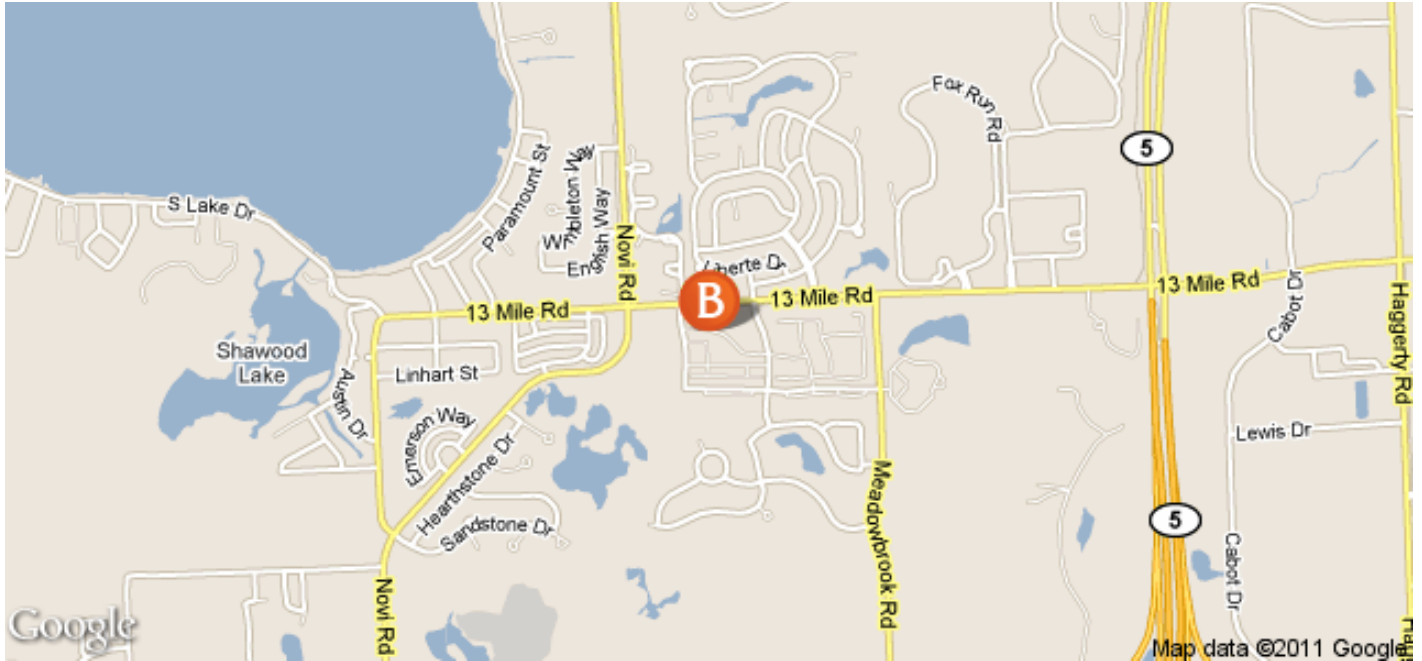 Fox Run Rd
5
Paramount St
S Lake Dr
English Way
Novi Rd
Liberte Dr
B
13 Mile Rd
13 Mile Rd
13 Mile Rd
Cabot Dr
Haggerty Rd
Shawood
Lake
Linhart St
Austin Dr
Emerson Way
Hearthstone Dr
Sandstone Dr
Lewis Dr
Meadowbrook Rd
5
Cabot Dr
Novi Rd
Google
Map data ©2011 Google